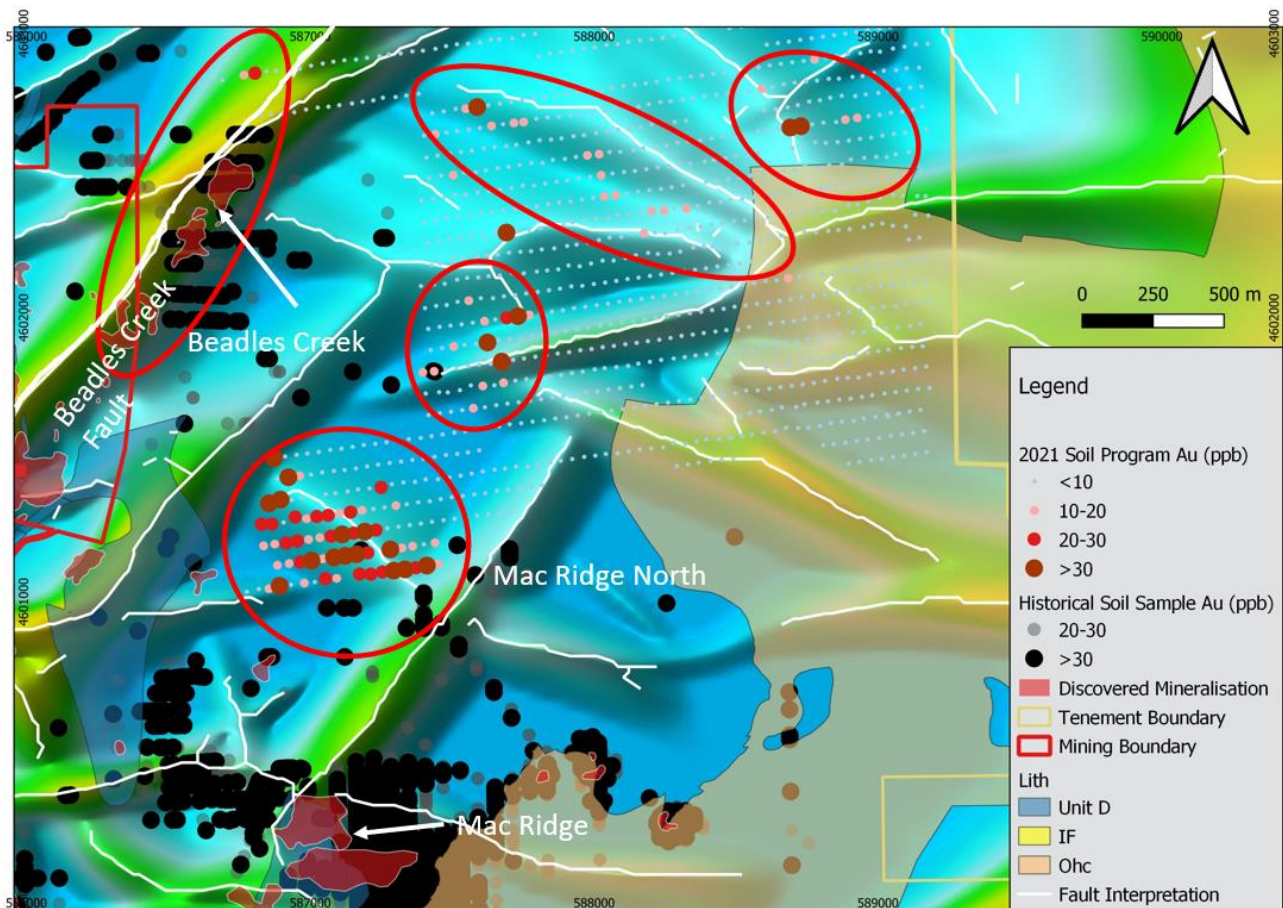 587000
588000
589000
590000
4603000
4603000
4602000
4602000
4601000
Beadles Creek
Beadles Creek
Fault
Mac Ridge North
Mac Ridge
0 250 500 m
Legend
2021 Soil Program Au (ppb)
<10
10-20
20-30
>30
Historical Soil Sample Au (ppb)
20-30
>30
Discovered Mineralisation
Tenement Boundary
Mining Boundary
Lith
Unit D
IF
Ohc
Fault Interpretation
587000
588000
589000